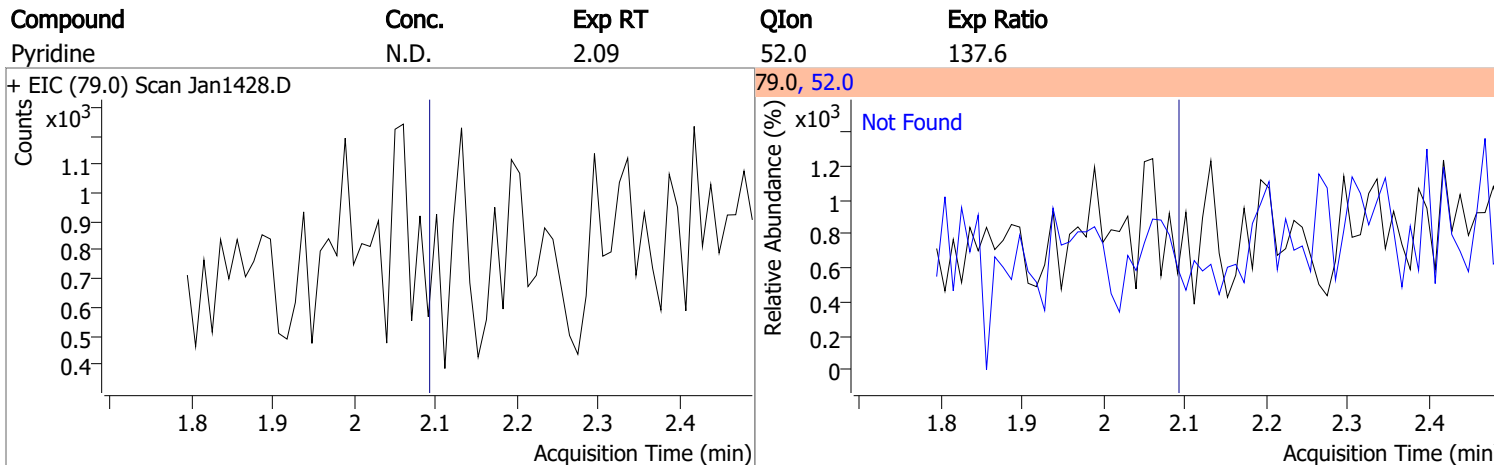 Compound Conc. Exp RT QIon Exp Ratio
Pyridine N.D. 2.09 52.0 137.6
+ EIC (79.0) Scan Jan1428.D
Counts
x10³
1.1
1
0.9
0.8
0.7
0.6
0.5
0.4
1.8 1.9 2 2.1 2.2 2.3 2.4
Acquisition Time (min)
79.0, 52.0
Relative Abundance (%)
x10³
Not Found
1.2
1
0.8
0.6
0.4
0.2
0
1.8 1.9 2 2.1 2.2 2.3 2.4
Acquisition Time (min